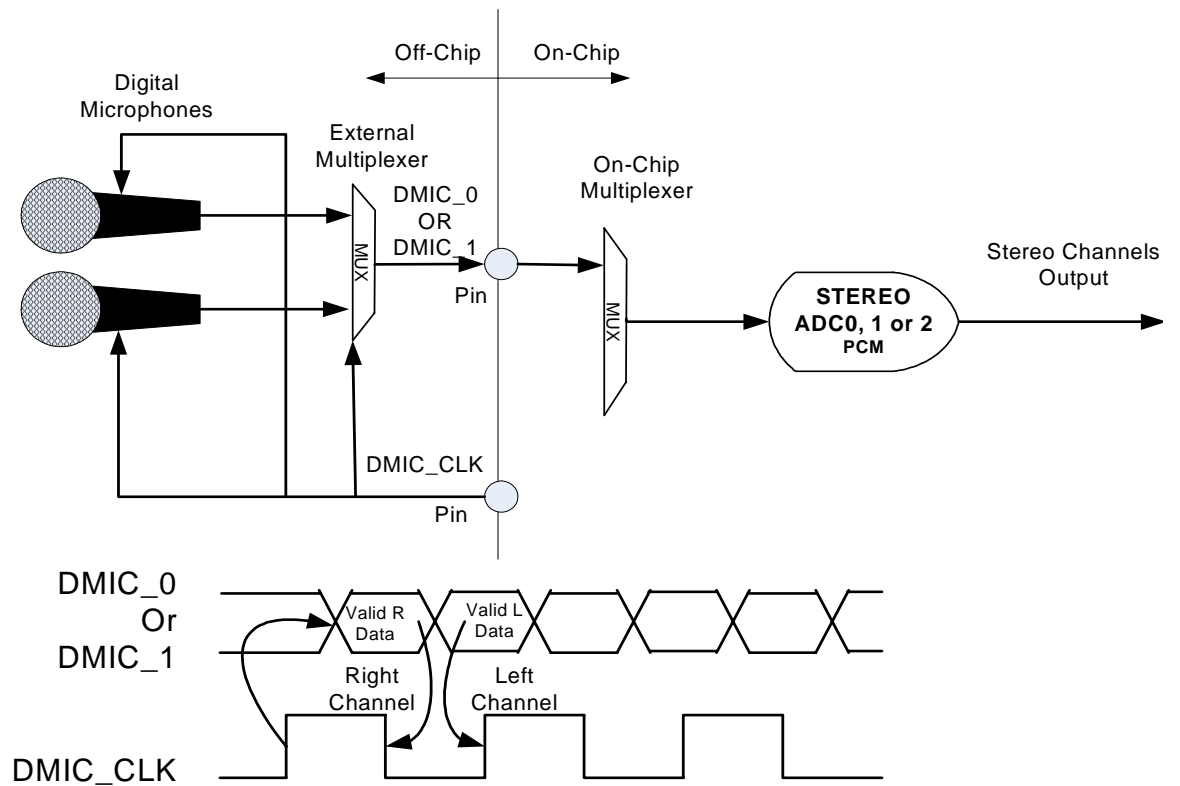 Off-Chip
On-Chip
Digital
Microphones
External
Multiplexer
On-Chip
Multiplexer
DMIC_0
OR
DMIC_1
MUX
Pin
MUX
STEREO
ADC0, 1 or 2
PCM
Stereo Channels
Output
DMIC_CLK
Pin
DMIC_0
Or
DMIC_1
Valid R
Data
Valid L
Data
Right
Channel
Left
Channel
DMIC_CLK